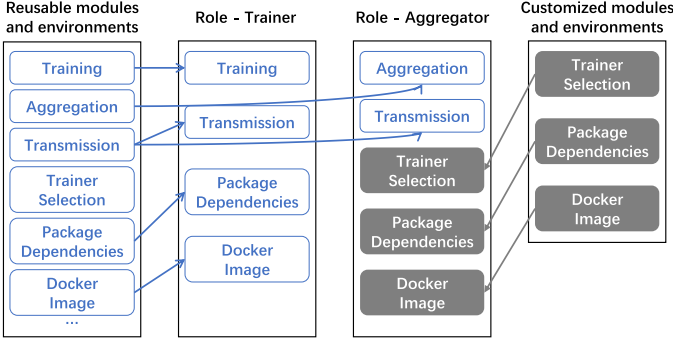 Reusable modules
and environments
Training
Aggregation
Transmission
Trainer
Selection
Package
Dependencies
Docker
Image
...
Role - Trainer
Training
Transmission
Package
Dependencies
Docker
Image
Role - Aggregator
Aggregation
Transmission
Trainer
Selection
Package
Dependencies
Docker
Image
Customized modules
and environments
Trainer
Selection
Package
Dependencies
Docker
Image